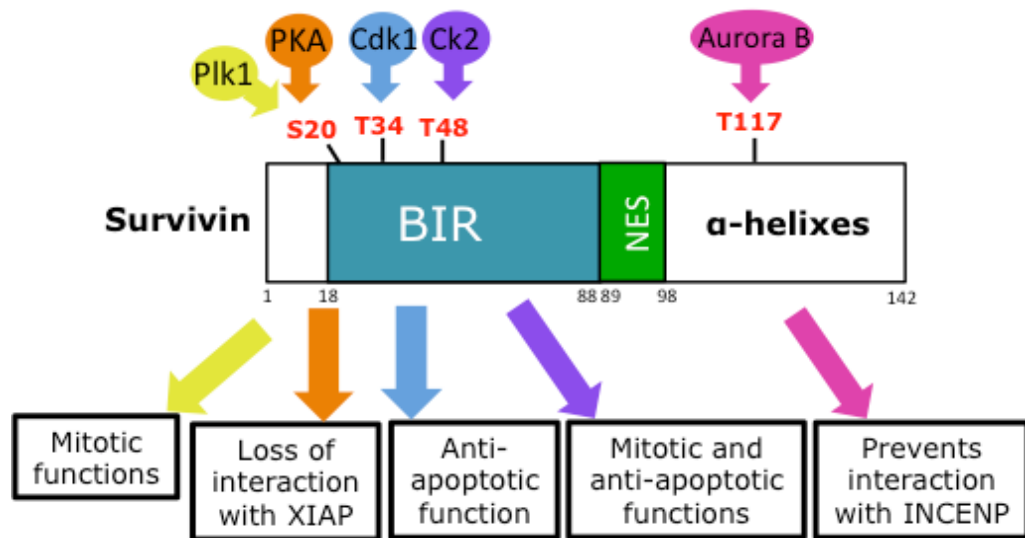 PKA
Cdk1
Ck2
Aurora B
Plk1
S20
T34
T48
T117
Survivin
BIR
NES
α-helixes
1
18
88
89
98
142
Mitotic
functions
Loss of
interaction
with XIAP
Anti-
apoptotic
function
Mitotic and
anti-apoptotic
functions
Prevents
interaction
with INCENP